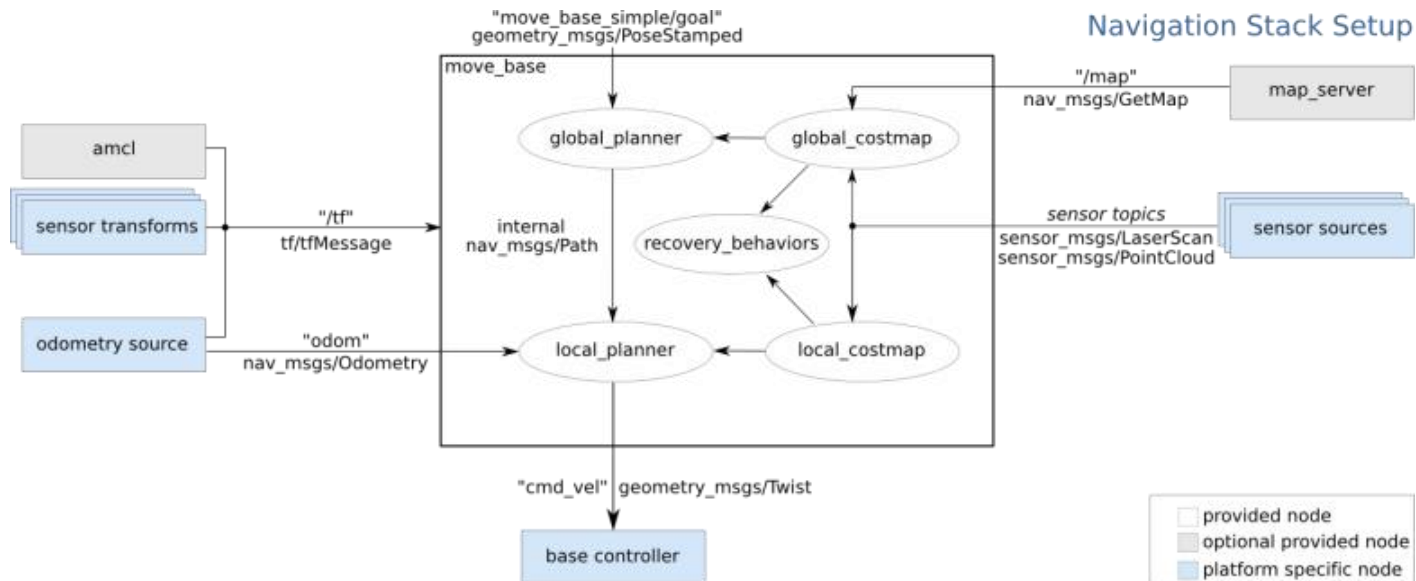 Navigation Stack Setup
"move_base_simple/goal"
geometry_msgs/PoseStamped
move_base
"/map"
nav_msgs/GetMap
map_server
amcl
global_planner
global_costmap
sensor transforms
"/tf"
tf/tfMessage
internal
nav_msgs/Path
recovery_behaviors
sensor topics
sensor_msgs/LaserScan
sensor_msgs/PointCloud
sensor sources
odometry source
"odom"
nav_msgs/Odometry
local_planner
local_costmap
"cmd_vel" geometry_msgs/Twist
base controller
provided node
optional provided node
platform specific node